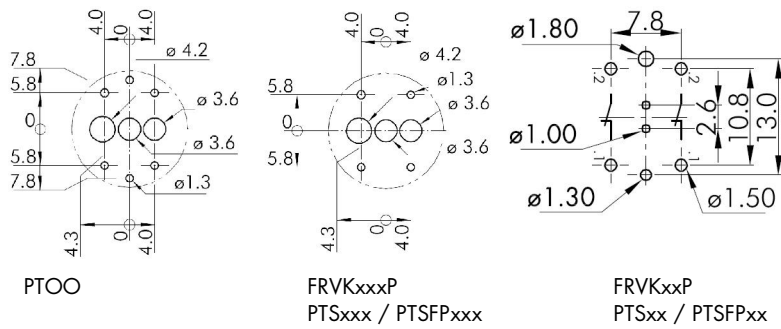 4.0
0
4.0
ø 4.2
7.8
5.8
0
5.8
7.8
ø 3.6
ø 3.6
ø1.3
4.3
0
4.0
PTOO
4.0
0
ø 4.2
ø1.3
5.8
0
5.8
ø 3.6
ø 3.6
4.3
0
4.0
FRVKxxxP
PTSxxx / PTSFPxxx
7.8
ø1.80
2
2
2.6
10.8
13.0
ø1.00
1
1
ø1.30
ø1.50
FRVKxxP
PTSxx / PTSFPxx